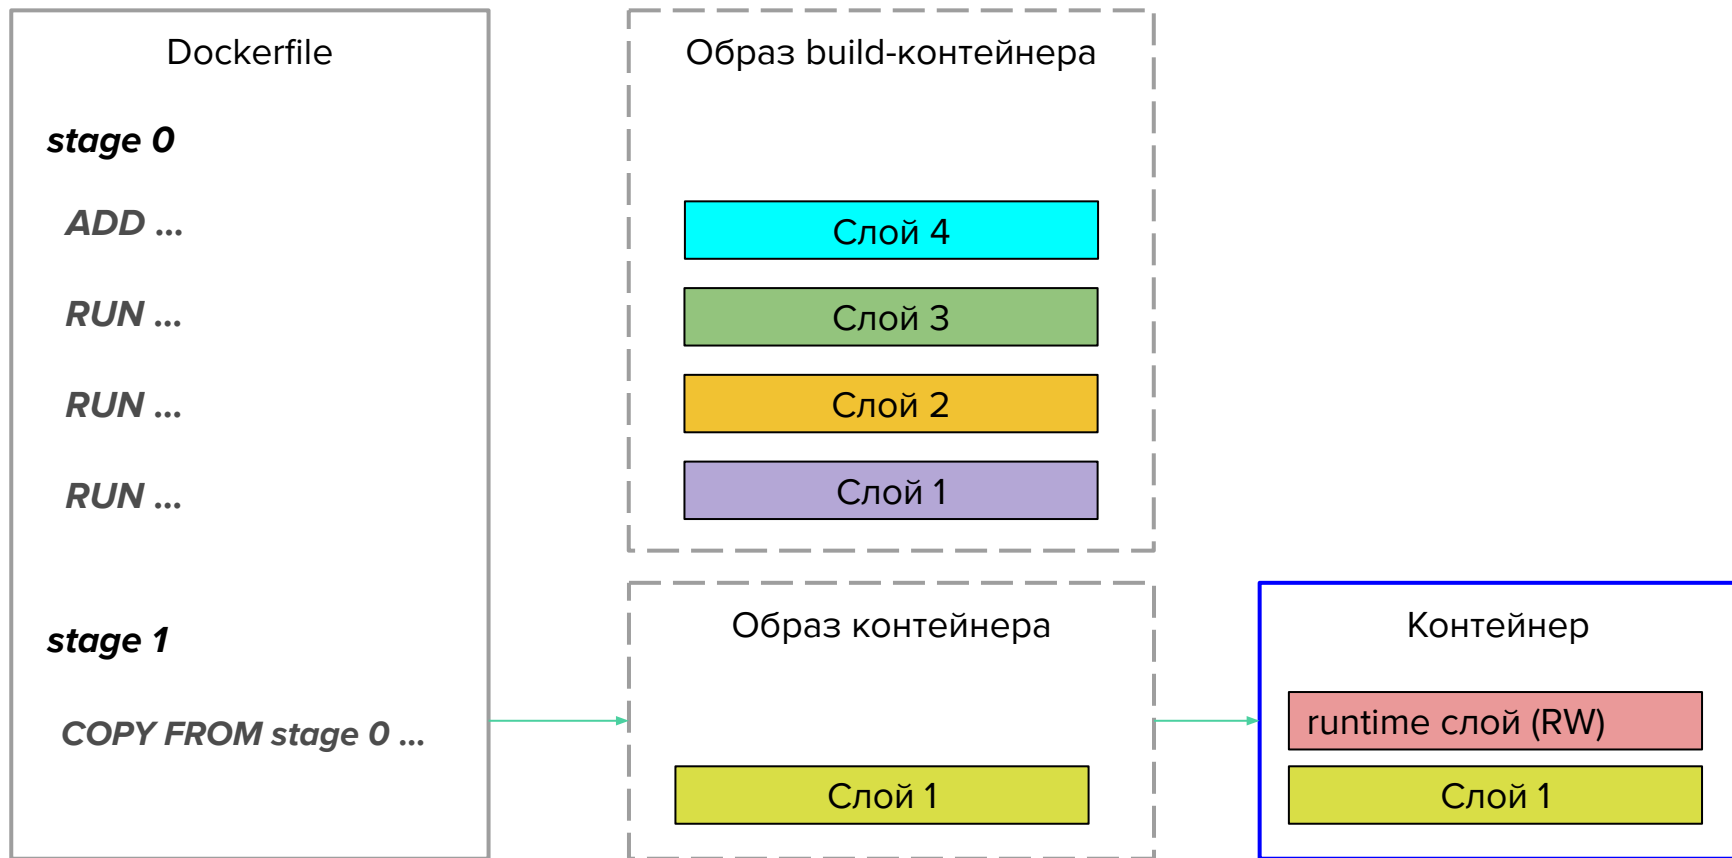 Dockerfile
stage 0
ADD ...
RUN ...
RUN ...
RUN ...
stage 1
COPY FROM stage 0 ...
Образ build-контейнера
Слой 4
Слой 3
Слой 2
Слой 1
Образ контейнера
Слой 1
Контейнер
runtime слой (RW)
Слой 1